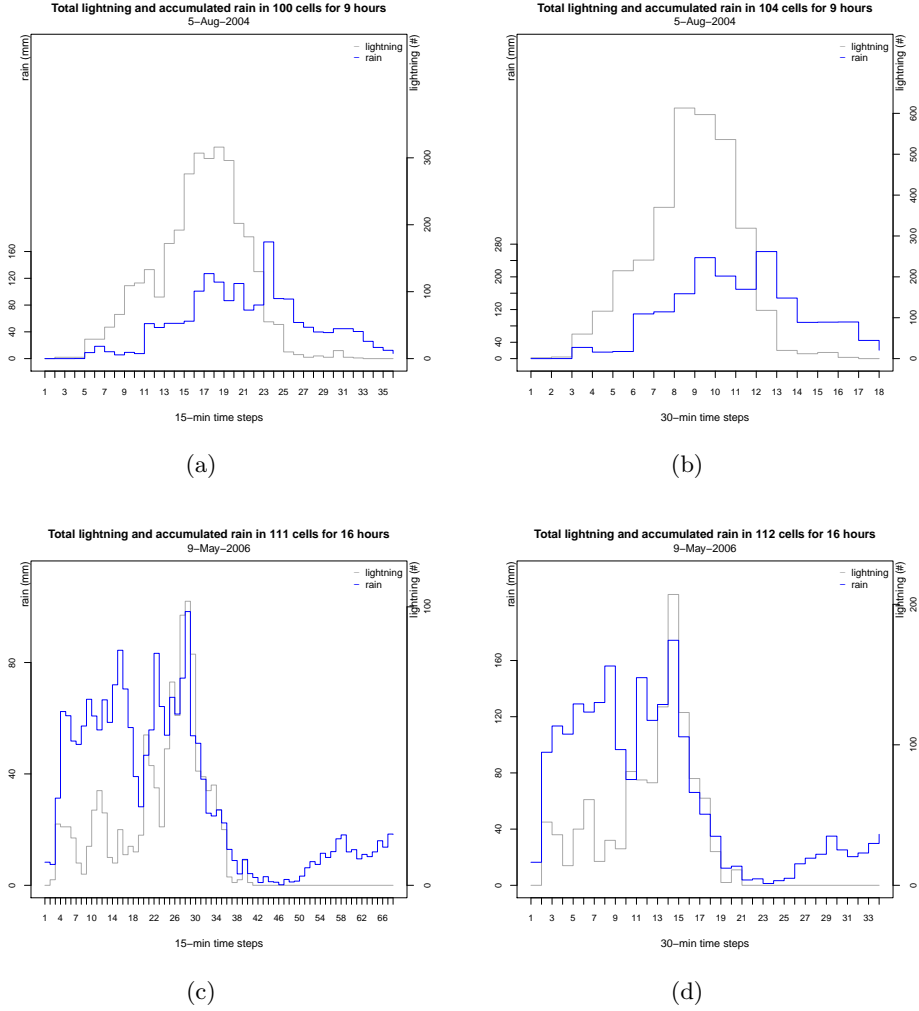 Total lightning and accumulated rain in 100 cells for 9 hours
5−Aug−2004
rain (mm)
lightning (#)
lightning
rain
0 40 80 120 160
0 100 200 300
1 3 5 7 9 11 13 15 17 19 21 23 25 27 29 31 33 35
15−min time steps
(a)
Total lightning and accumulated rain in 104 cells for 9 hours
5−Aug−2004
rain (mm)
lightning (#)
lightning
rain
0 40 80 120 160 200 240 280
0 100 200 300 400 500 600
1 2 3 4 5 6 7 8 9 10 11 12 13 14 15 16 17 18
30−min time steps
(b)
Total lightning and accumulated rain in 111 cells for 16 hours
9−May−2006
rain (mm)
lightning (#)
lightning
rain
0 40 80
0 100
1 4 7 10 14 18 22 26 30 34 38 42 46 50 54 58 62 66
15−min time steps
(c)
Total lightning and accumulated rain in 112 cells for 16 hours
9−May−2006
rain (mm)
lightning (#)
lightning
rain
0 40 80 120 160
0 100 200
1 3 5 7 9 11 13 15 17 19 21 23 25 27 29 31 33
30−min time steps
(d)